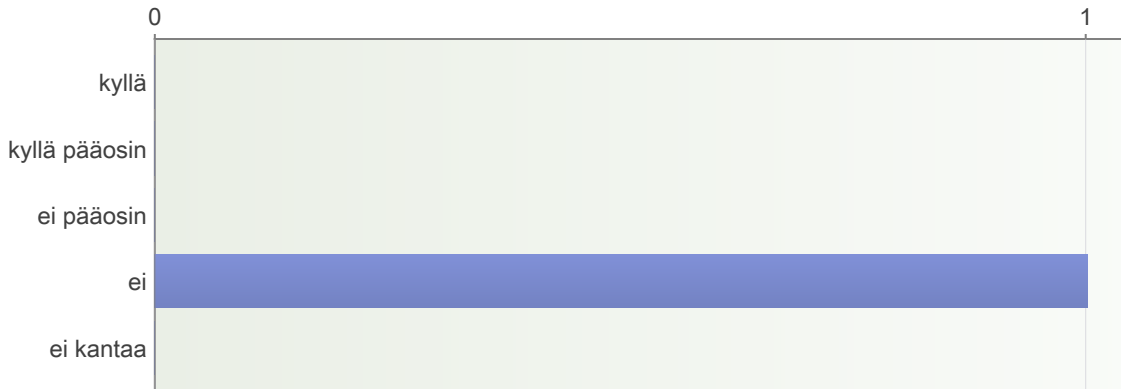 0 1
kyllä
kyllä pääosin
ei pääosin
ei
ei kantaa